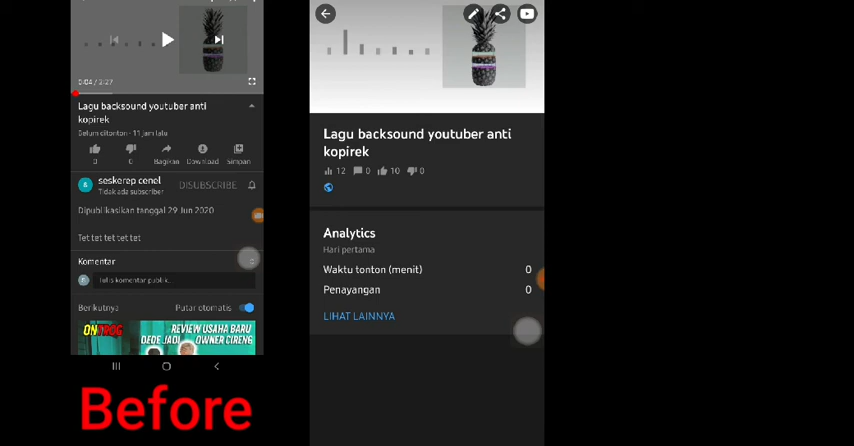 0:04 / 2:27
Lagu backsound youtuber anti
kopirek
Belum ditonton · 11 jam lalu
0
0
Bagikan
Download
Simpan
seskerep cenel
Tidak ada subscriber
DISUBSCRIBE
Dipublikasikan tanggal 29 Jun 2020
Tet tet tet tet tet
Komentar
Tulis komentar publik...
Berikutnya
Putar otomatis
REVIEW USAHA BARU
DEDE JADI OWNER CIRENG
Before
Lagu backsound youtuber anti
kopirek
12 0 10 0
Analytics
Hari pertama
Waktu tonton (menit) 0
Penayangan 0
LIHAT LAINNYA